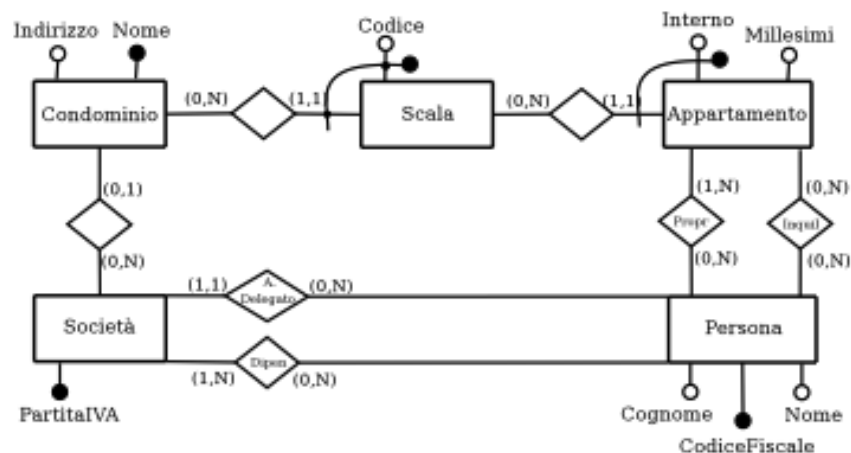 Indirizzo Nome
Codice
Interno
Millesimi
(0,N) (1,1)
(0,N) (1,1)
Condominio
Scala
Appartamento
(0,1)
(1,N) (0,N)
Propr
Inquil
(0,N)
(0,N) (0,N)
(1,1) A. Delegato (0,N)
Società
Persona
Dipen
(1,N) (0,N)
PartitaIVA
Cognome Nome
CodiceFiscale